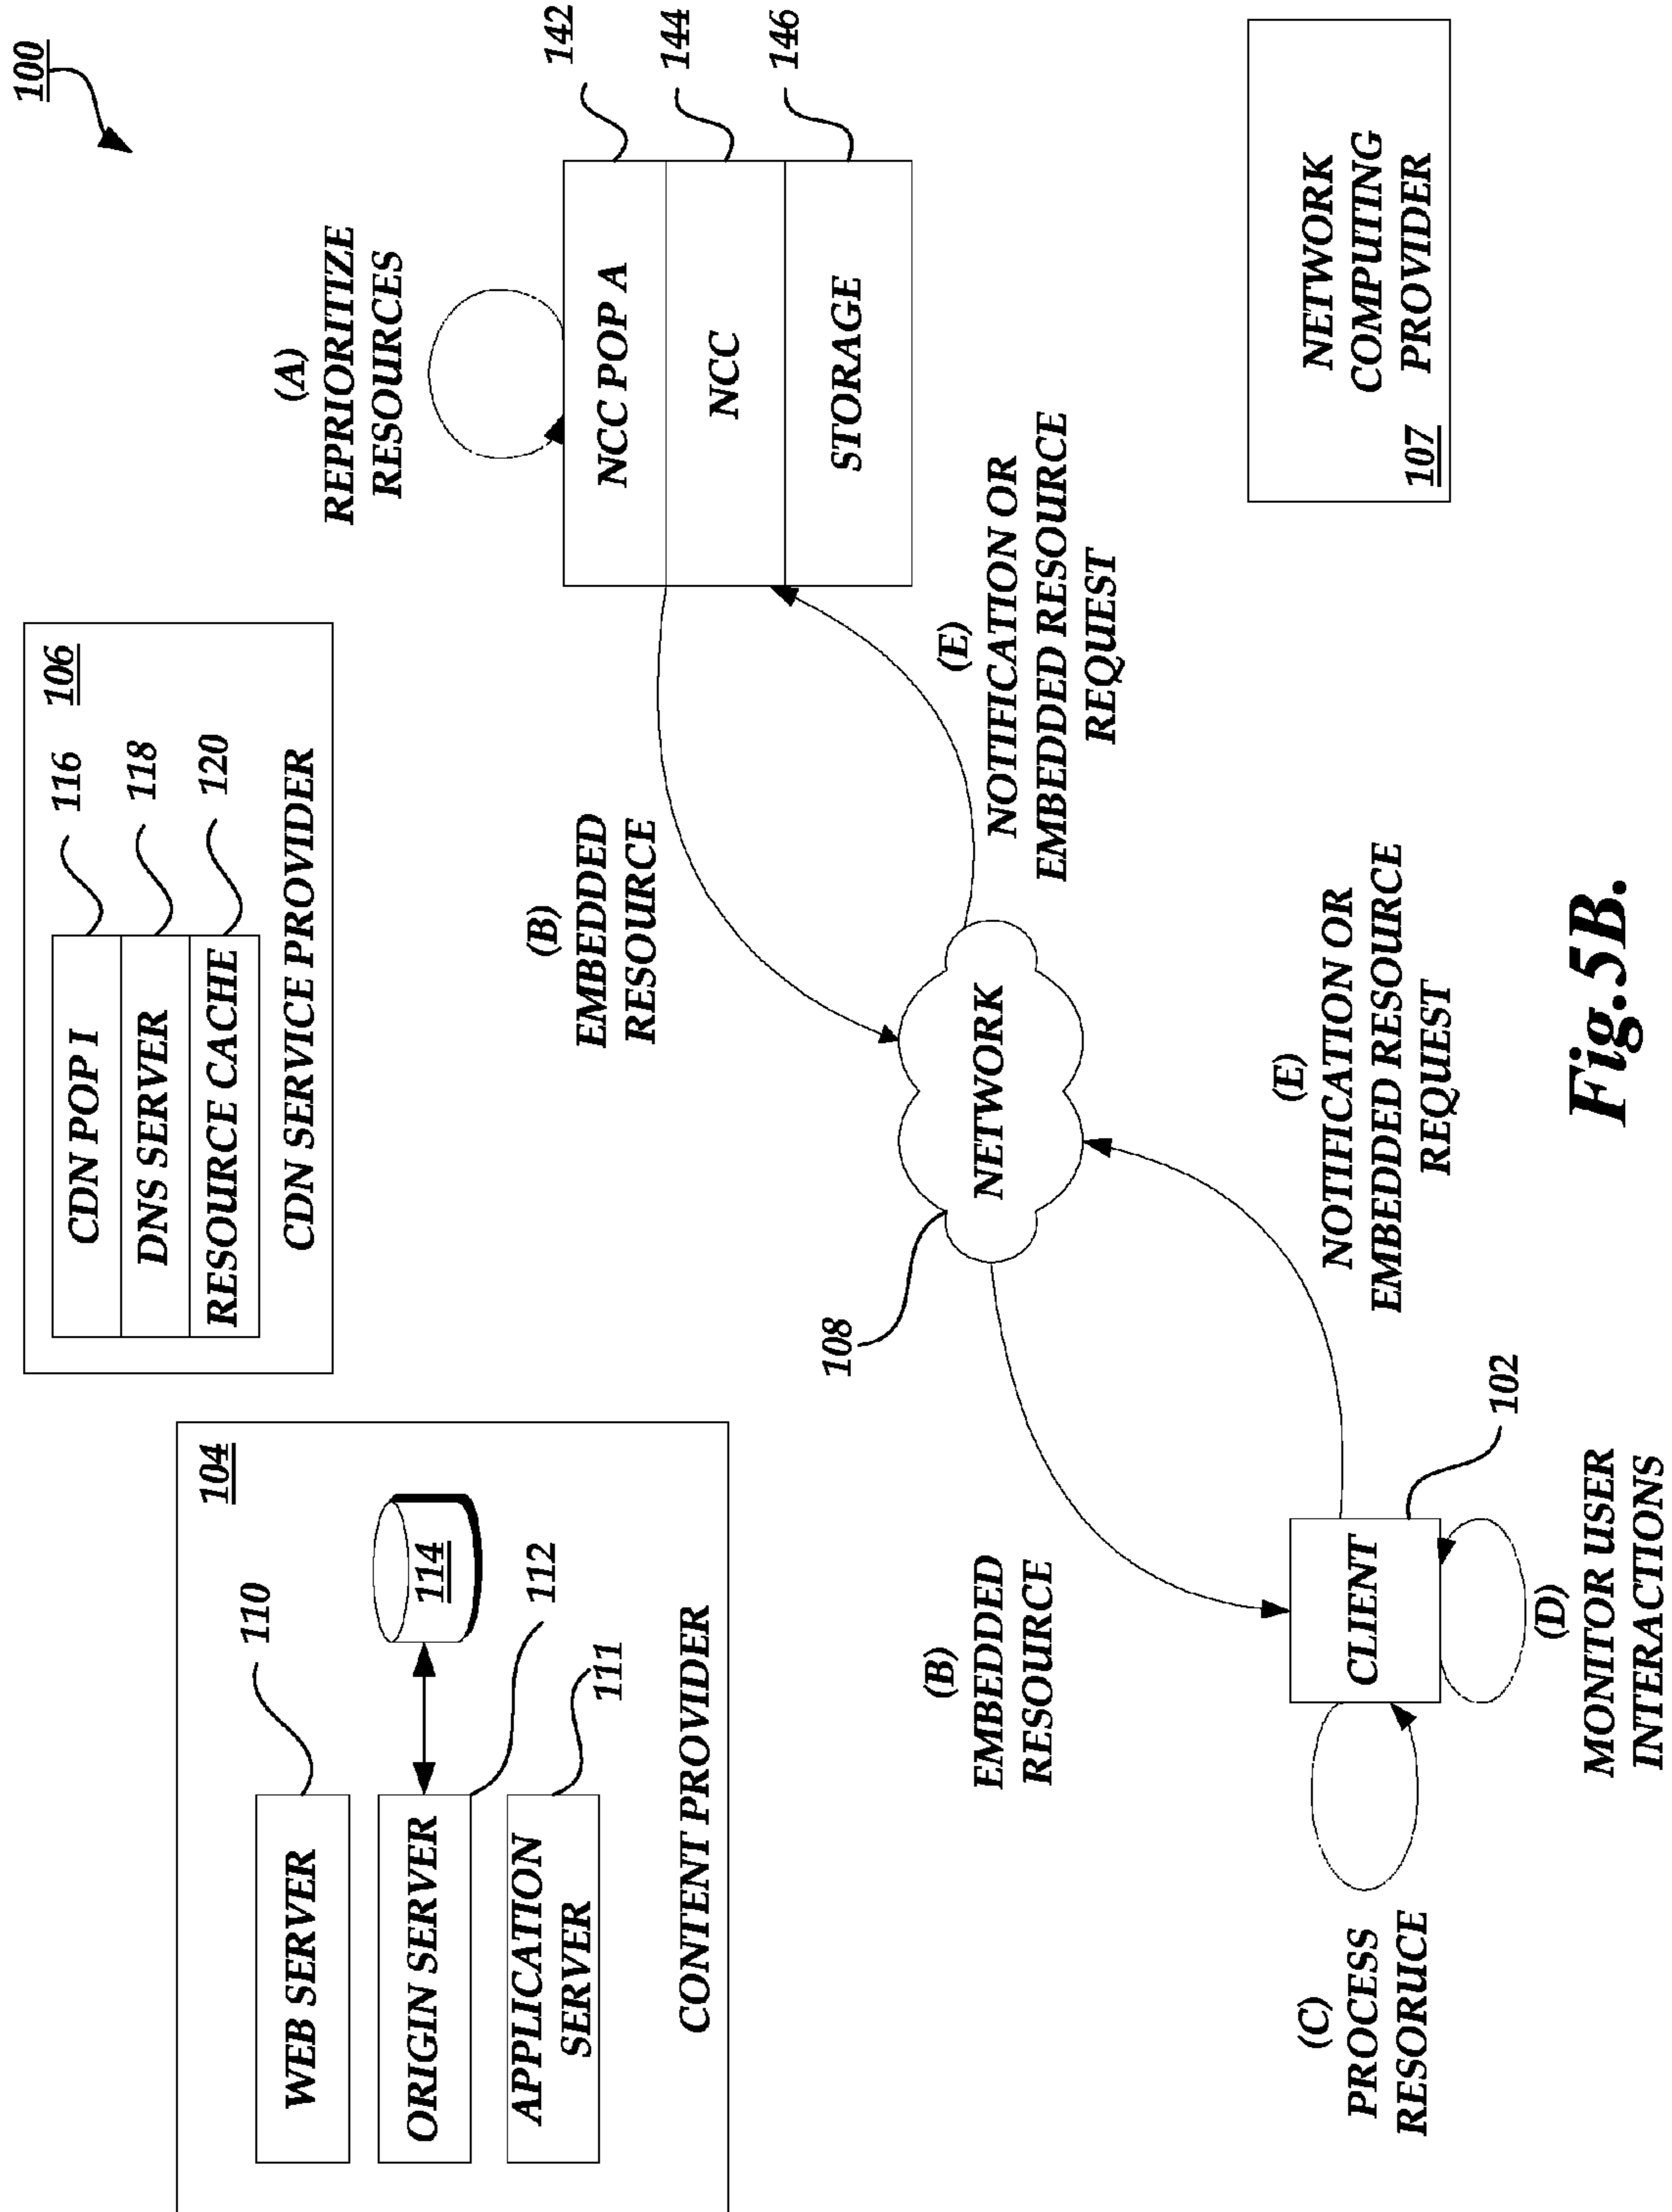 100
104
WEB SERVER
110
ORIGIN SERVER
114
112
APPLICATION
SERVER
111
CONTENT PROVIDER
106
CDN POP I
116
DNS SERVER
118
RESOURCE CACHE
120
CDN SERVICE PROVIDER
(A)
REPRIORITIZE
RESOURCES
NCC POP A
142
NCC
144
STORAGE
146
(B)
EMBEDDED
RESOURCE
(E)
NOTIFICATION OR
EMBEDDED RESOURCE
REQUEST
108
NETWORK
(B)
EMBEDDED
RESOURCE
(E)
NOTIFICATION OR
EMBEDDED RESOURCE
REQUEST
(C)
PROCESS
RESORUCE
CLIENT
102
(D)
MONITOR USER
INTERACTIONS
NETWORK
COMPUTING
PROVIDER
107
Fig.5B.